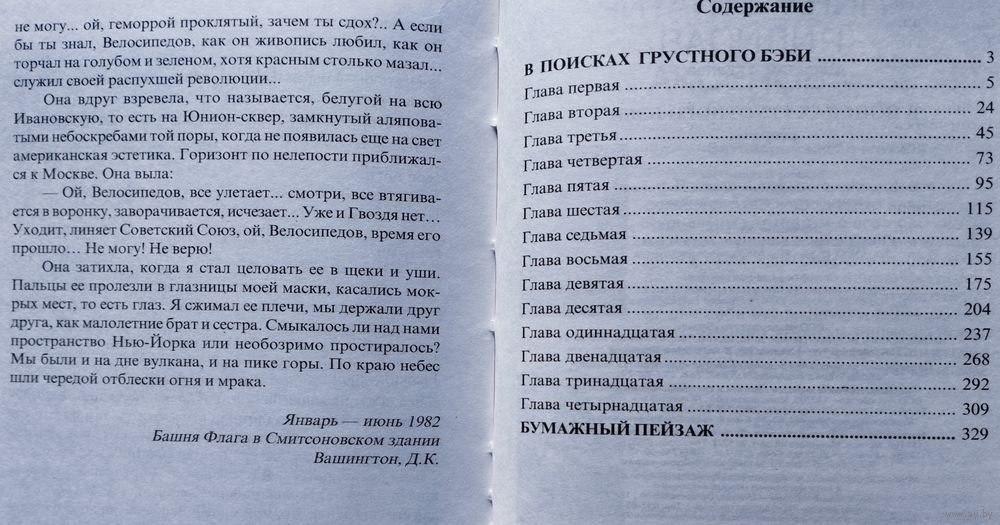 не могу... ой, геморрой проклятый, зачем ты сдох?.. А если
бы ты знал, Велосипедов, как он живопись любил, как он
торчал на голубом и зеленом, хотя красным столько мазал...
служил своей распухшей революции...
Она вдруг взревела, что называется, белугой на всю
Ивановскую, то есть на Юнион-сквер, замкнутый аляпова-
тыми небоскребами той поры, когда не появилась еще на свет
американская эстетика. Горизонт по нелепости приближал-
ся к Москве. Она выла:
— Ой, Велосипедов, все улетает... смотри, все втягива-
ется в воронку, заворачивается, исчезает... Уже и Гвоздя нет...
Уходит, линяет Советский Союз, ой, Велосипедов, время его
прошло... Не могу! Не верю!
Она затихла, когда я стал целовать ее в щеки и уши.
Пальцы ее пролезли в глазницы моей маски, касались мок-
рых мест, то есть глаз. Я сжимал ее плечи, мы держали друг
друга, как малолетние брат и сестра. Смыкалось ли над нами
пространство Нью-Йорка или необозримо простиралось?
Мы были и на дне вулкана, и на пике горы. По краю небес
шли чередой отблески огня и мрака.
Январь — июнь 1982
Башня Флага в Смитсоновском здании
Вашингтон, Д.К.
Содержание
В ПОИСКАХ ГРУСТНОГО БЭБИ ... 3
Глава первая ... 5
Глава вторая ... 24
Глава третья ... 45
Глава четвертая ... 73
Глава пятая ... 95
Глава шестая ... 115
Глава седьмая ... 139
Глава восьмая ... 155
Глава девятая ... 175
Глава десятая ... 204
Глава одиннадцатая ... 237
Глава двенадцатая ... 268
Глава тринадцатая ... 292
Глава четырнадцатая ... 309
БУМАЖНЫЙ ПЕЙЗАЖ ... 329
www.ay.by